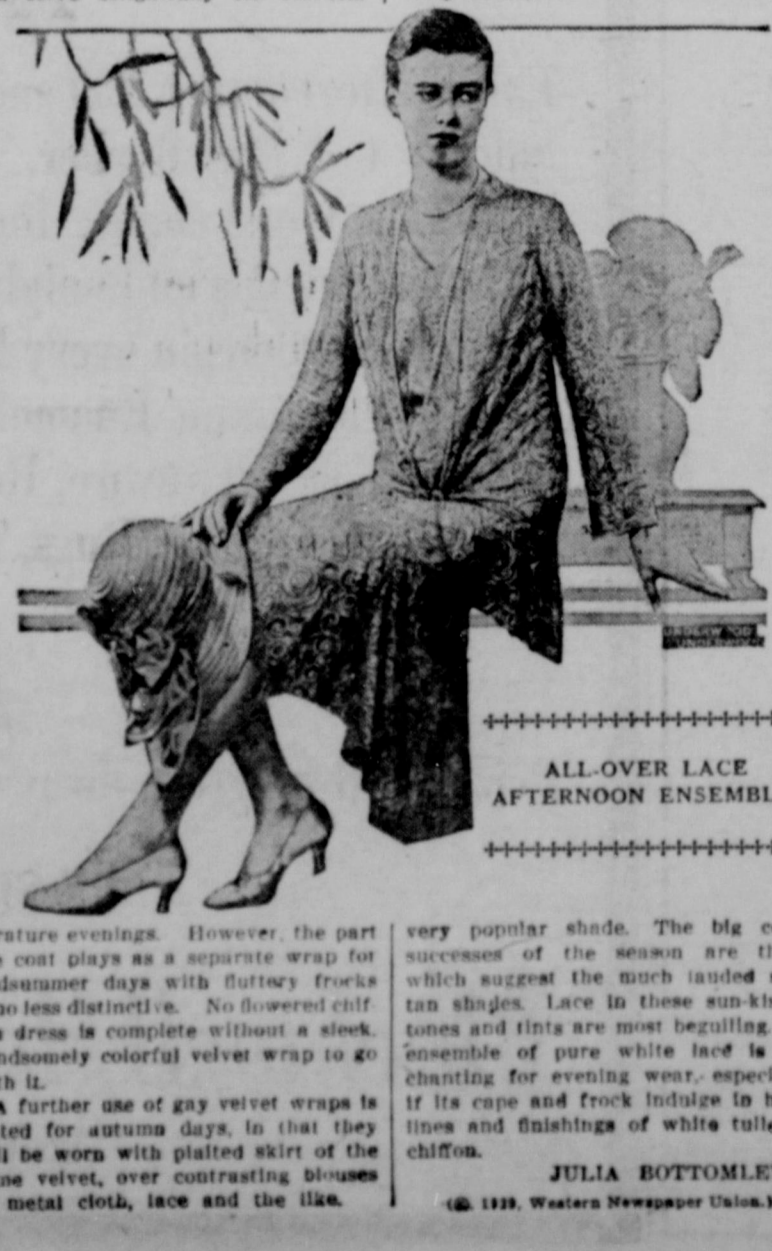 UNDERWOOD
UNDERWOOD
ALL-OVER LACE
AFTERNOON ENSEMBL
rature evenings. However, the part
coat plays as a separate wrap for
dsummer days with fluttery frocks
no less distinctive. No flowered chif-
dress is complete without a sleek,
ndsomely colorful velvet wrap to go
th it.
A further use of gay velvet wraps is
ted for autumn days, in that they
l be worn with plaited skirt of the
me velvet, over contrasting blouses
metal cloth, lace and the like.
very popular shade. The big c
successes of the season are th
which suggest the much lauded
tan shades. Lace in these sun-ki
tones and tints are most beguiling.
ensemble of pure white lace is
chanting for evening wear, especi
if its cape and frock indulge in h
lines and finishings of white tull
chiffon.
JULIA BOTTOMLE
(©, 1929, Western Newspaper Union.)